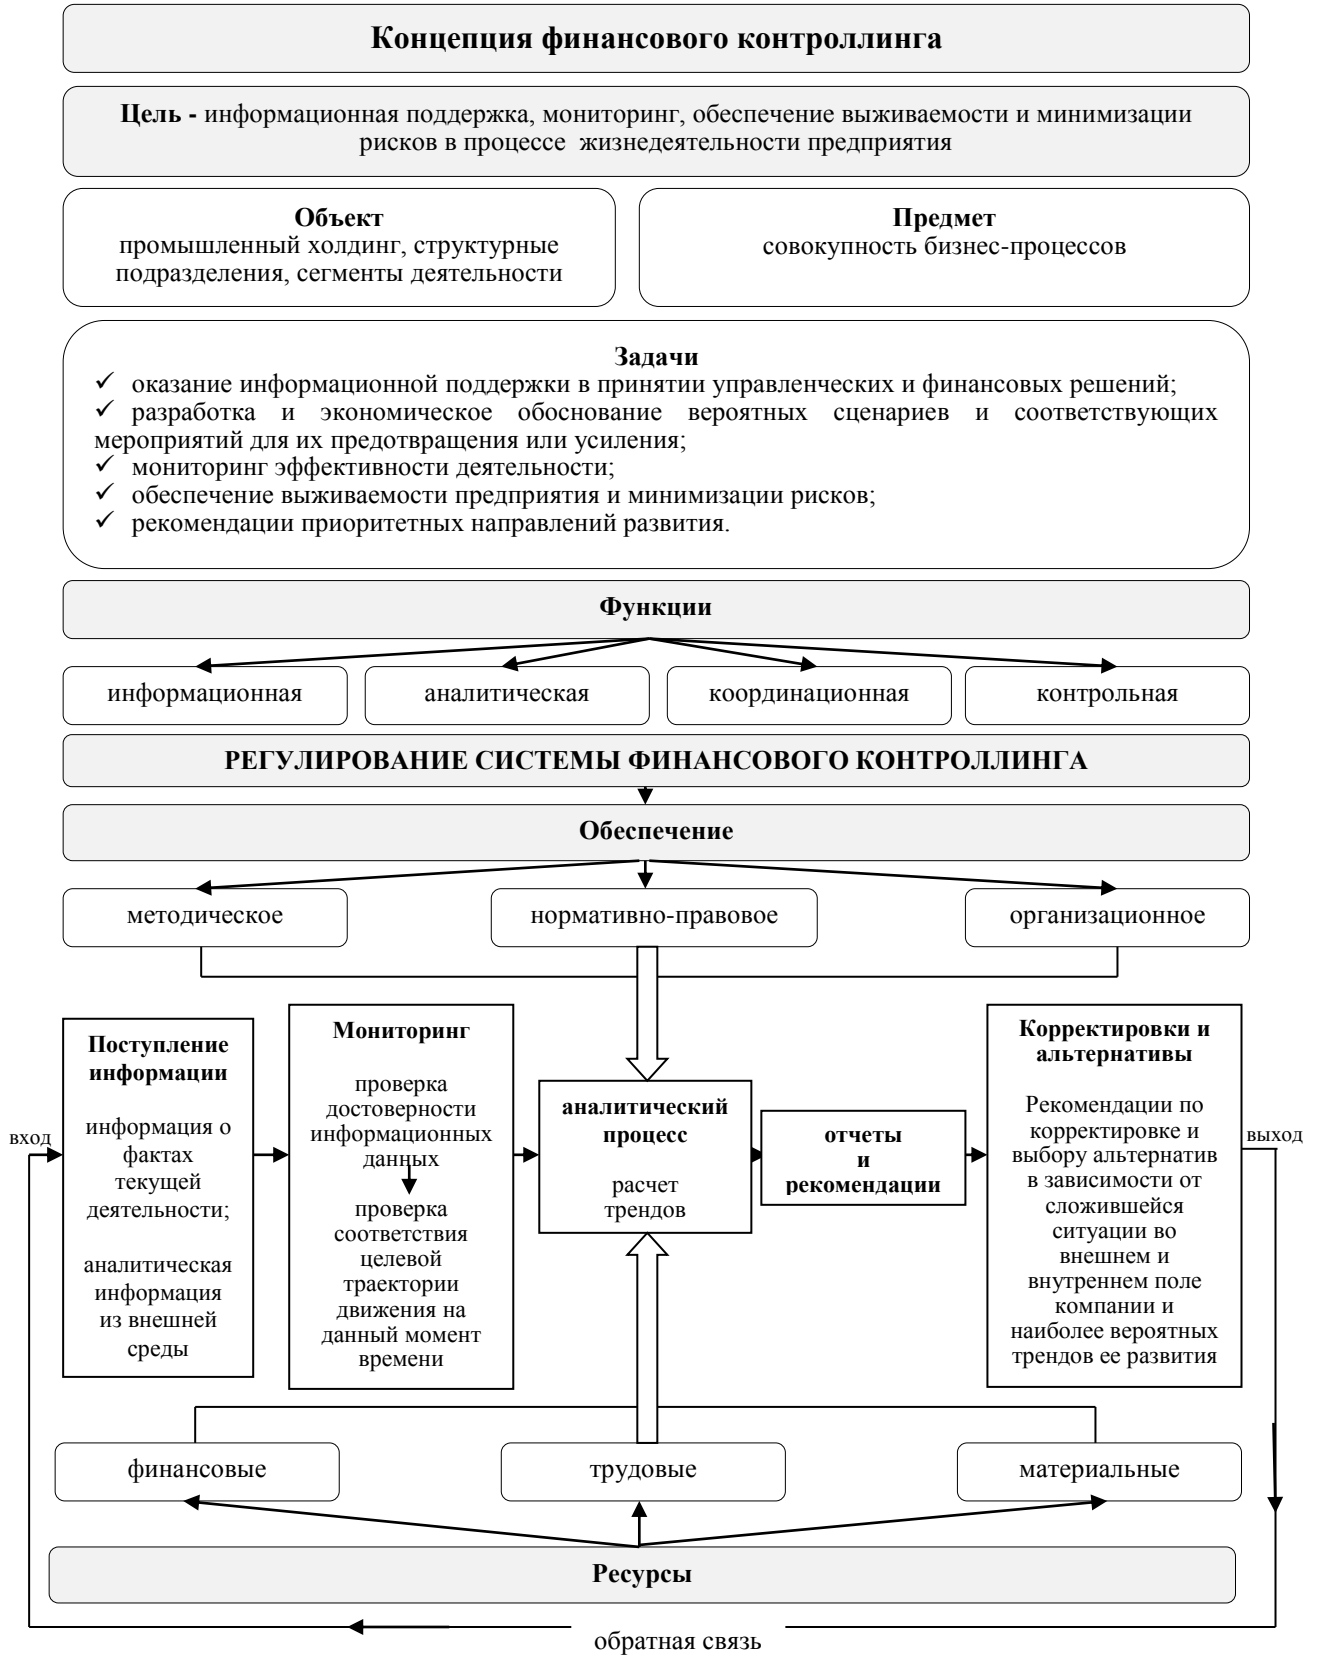 Концепция финансового контроллинга
Цель - информационная поддержка, мониторинг, обеспечение выживаемости и минимизации
рисков в процессе жизнедеятельности предприятия
Объект
промышленный холдинг, структурные
подразделения, сегменты деятельности
Предмет
совокупность бизнес-процессов
Задачи
✓ оказание информационной поддержки в принятии управленческих и финансовых решений;
✓ разработка и экономическое обоснование вероятных сценариев и соответствующих
мероприятий для их предотвращения или усиления;
✓ мониторинг эффективности деятельности;
✓ обеспечение выживаемости предприятия и минимизации рисков;
✓ рекомендации приоритетных направлений развития.
Функции
информационная
аналитическая
координационная
контрольная
РЕГУЛИРОВАНИЕ СИСТЕМЫ ФИНАНСОВОГО КОНТРОЛЛИНГА
Обеспечение
методическое
нормативно-правовое
организационное
вход
Поступление
информации
информация о
фактах
текущей
деятельности;
аналитическая
информация
из внешней
среды
Мониторинг
проверка
достоверности
информационных
данных
проверка
соответствия
целевой
траектории
движения на
данный момент
времени
аналитический
процесс
расчет
трендов
отчеты
и
рекомендации
Корректировки и
альтернативы
Рекомендации по
корректировке и
выбору альтернатив
в зависимости от
сложившейся
ситуации во
внешнем и
внутреннем поле
компании и
наиболее вероятных
трендов ее развития
выход
финансовые
трудовые
материальные
Ресурсы
обратная связь